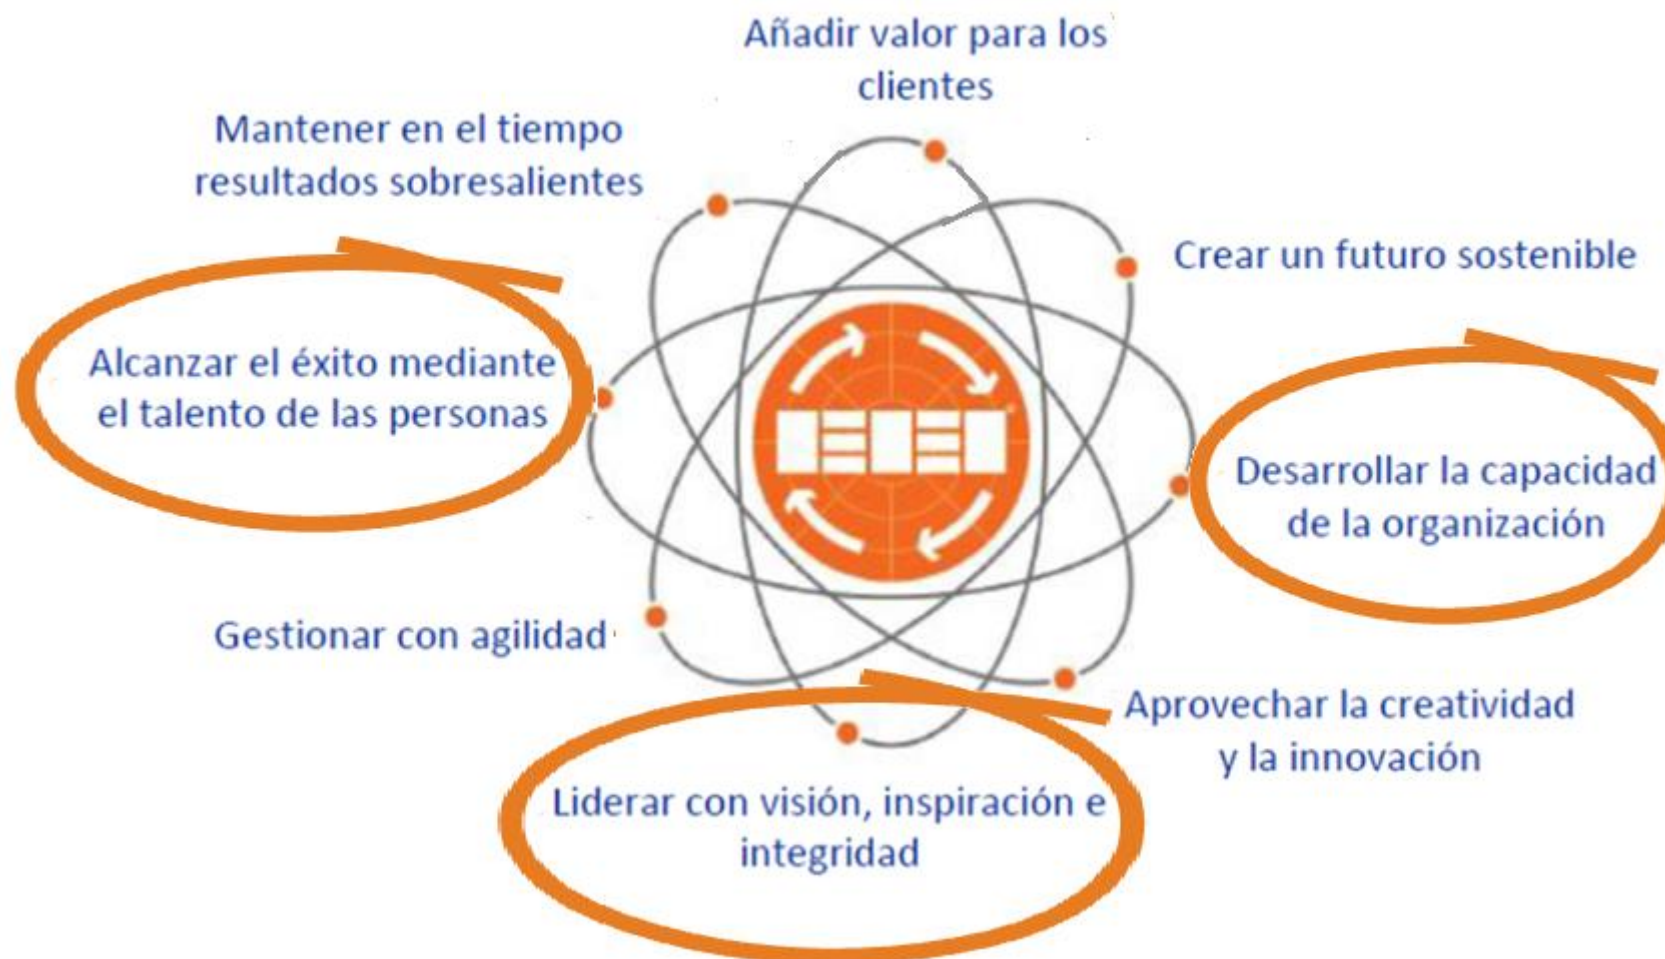 Añadir valor para los
clientes
Mantener en el tiempo
resultados sobresalientes
Crear un futuro sostenible
Alcanzar el éxito mediante
el talento de las personas
Desarrollar la capacidad
de la organización
Gestionar con agilidad
Aprovechar la creatividad
y la innovación
Liderar con visión, inspiración e
integridad